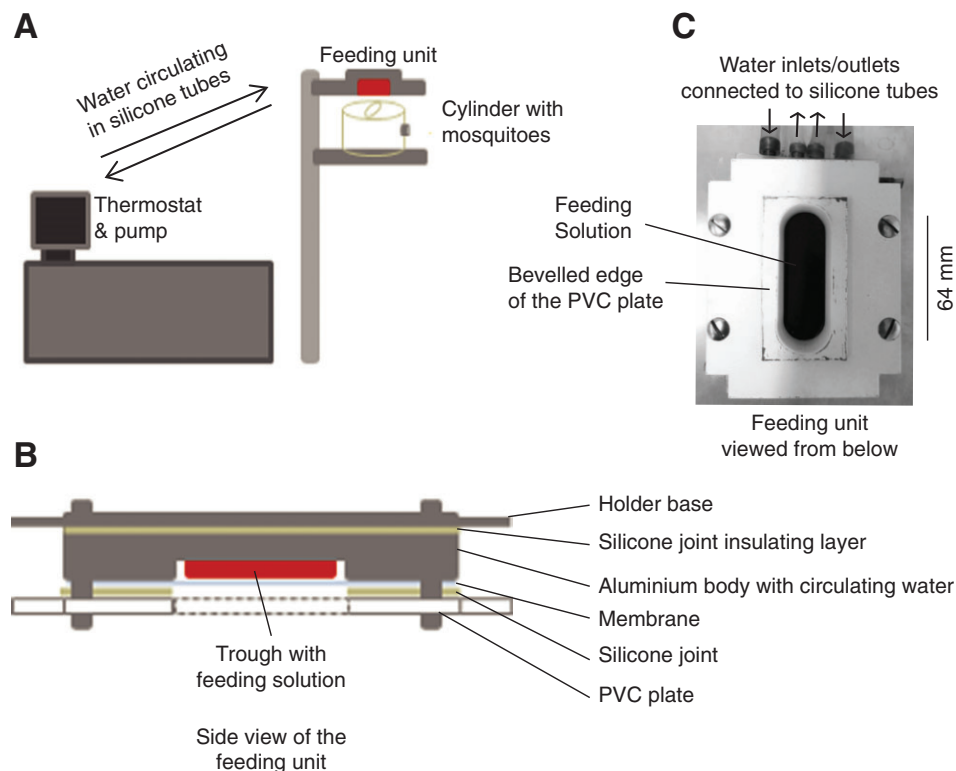 A
Water circulating
in silicone tubes
Feeding unit
Cylinder with
mosquitoes
Thermostat
& pump
C
Water inlets/outlets
connected to silicone tubes
Feeding
Solution
Bevelled edge
of the PVC plate
64 mm
Feeding unit
viewed from below
B
Holder base
Silicone joint insulating layer
Aluminium body with circulating water
Membrane
Silicone joint
PVC plate
Trough with
feeding solution
Side view of the
feeding unit